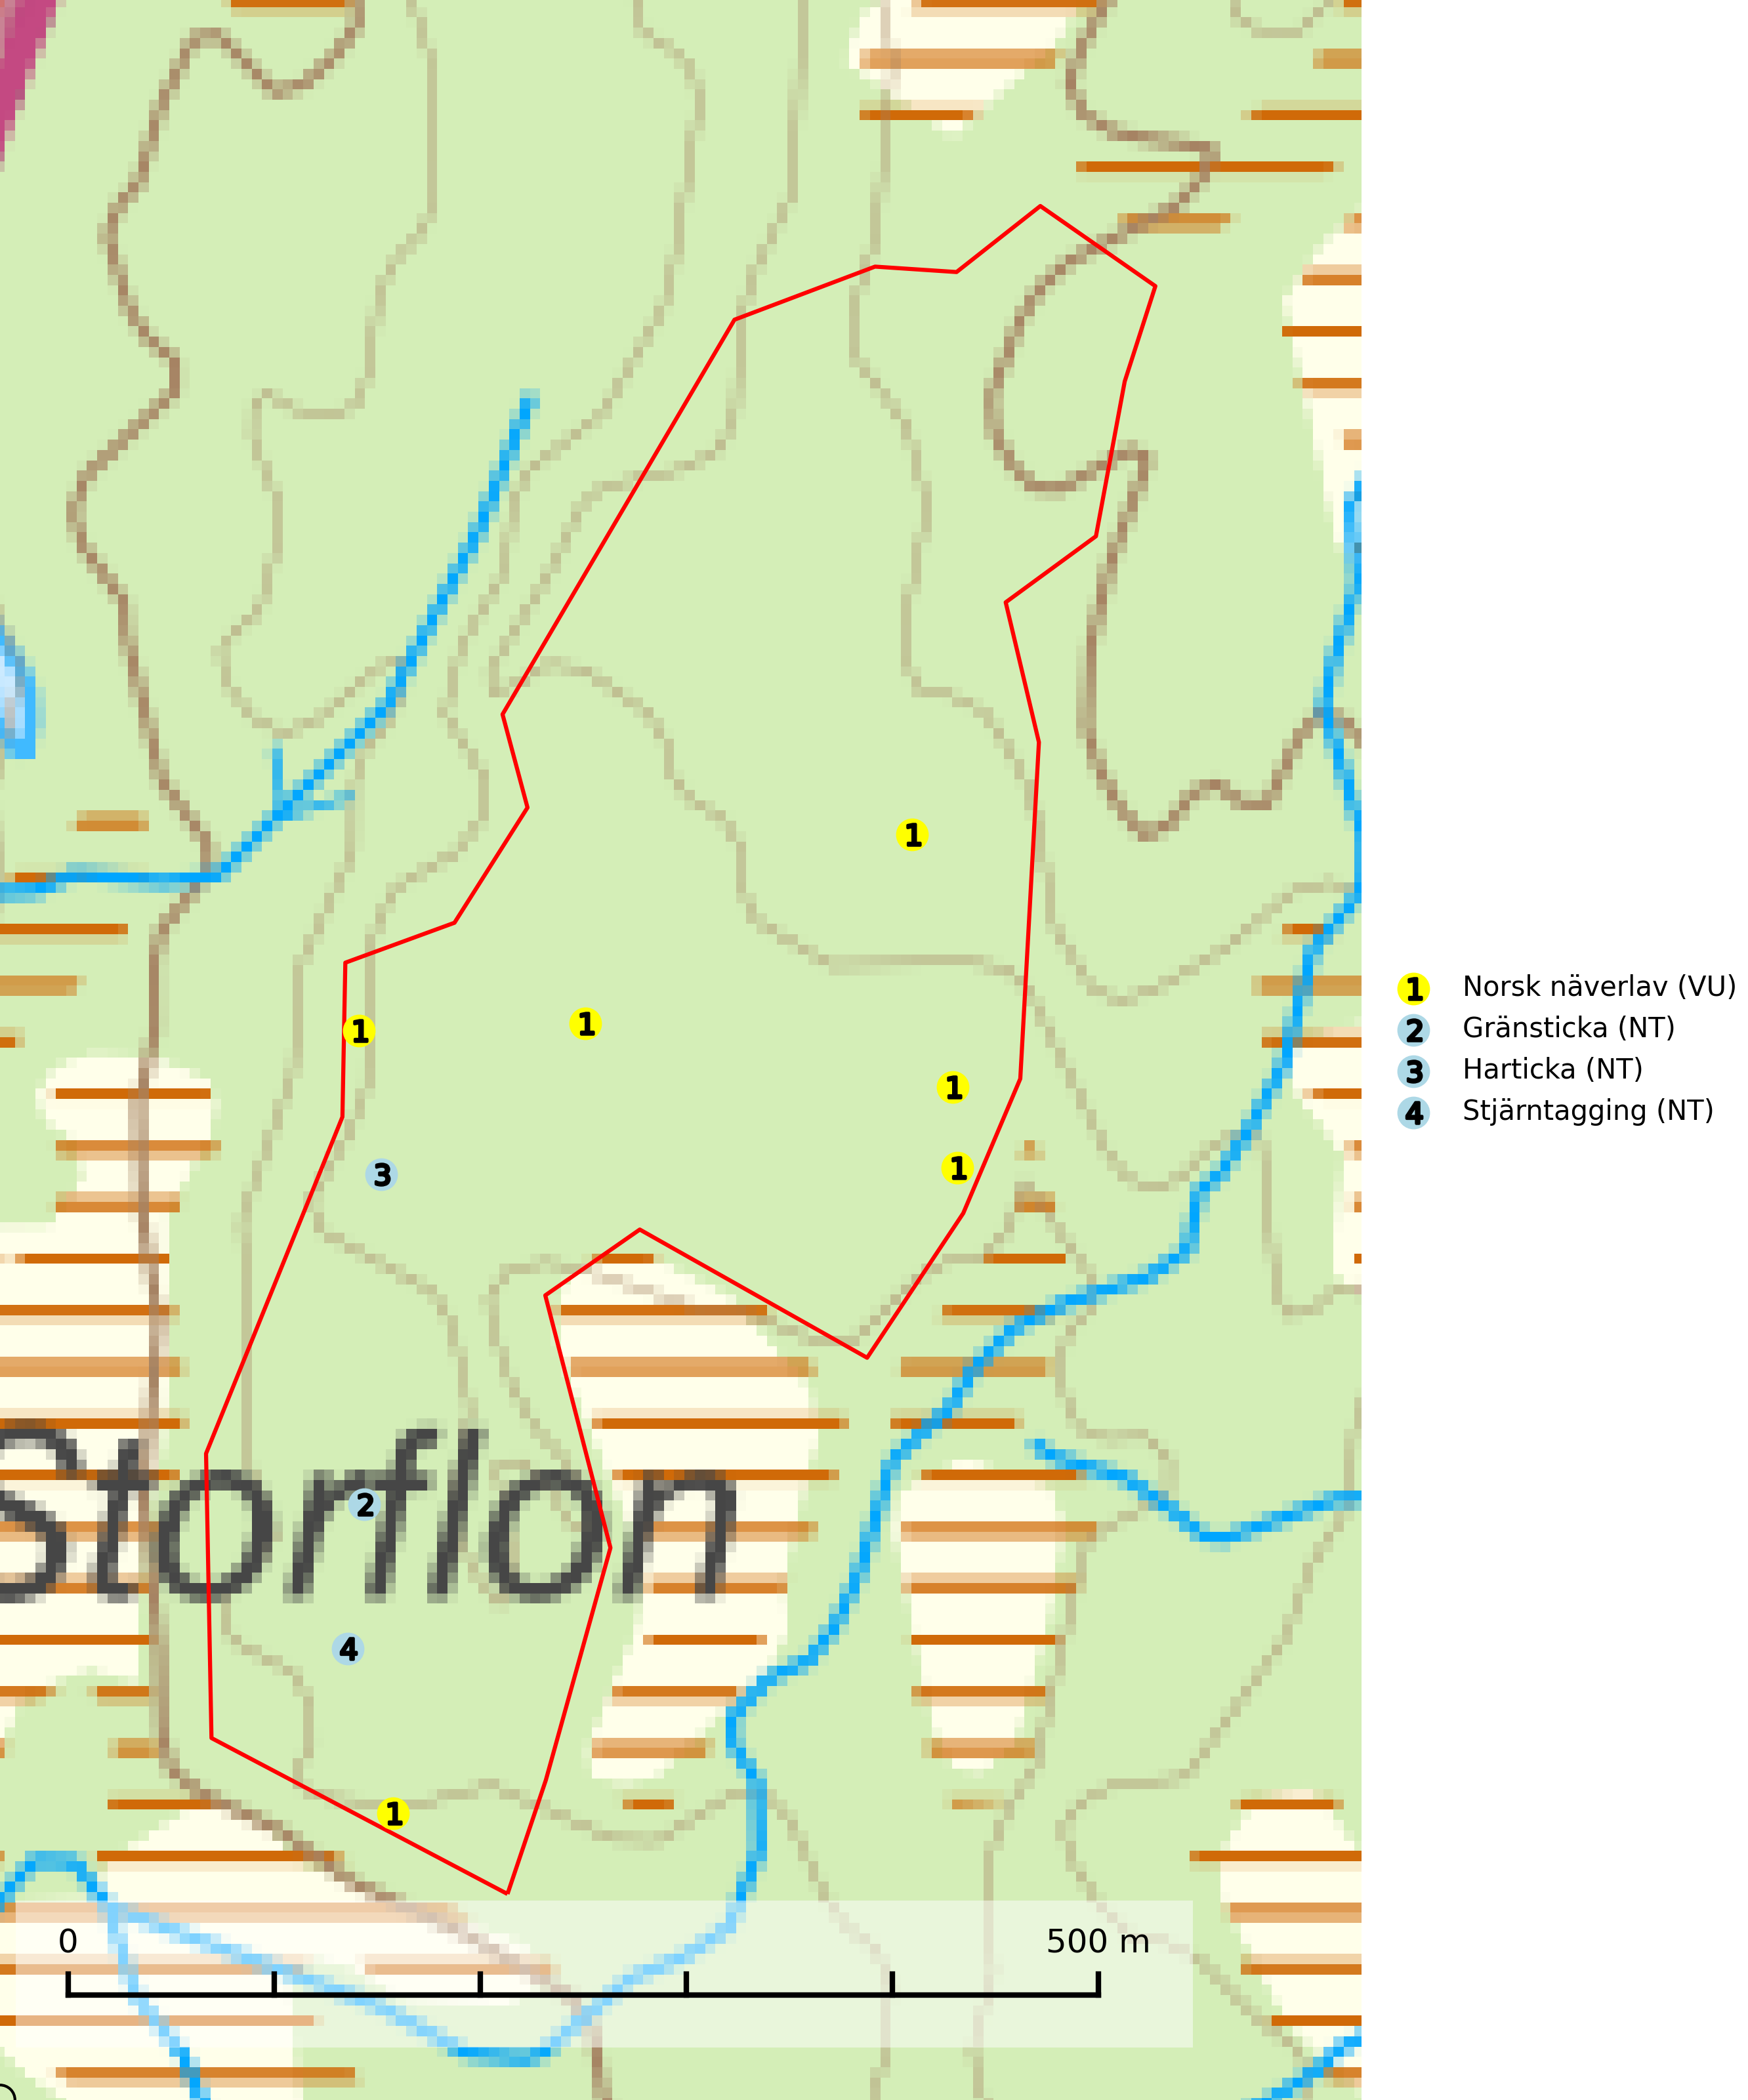 1
1
1
1
1
3
Storflon
2
4
1
0 500 m
1 Norsk näverlav (VU)
2 Gränsticka (NT)
3 Harticka (NT)
4 Stjärntagging (NT)